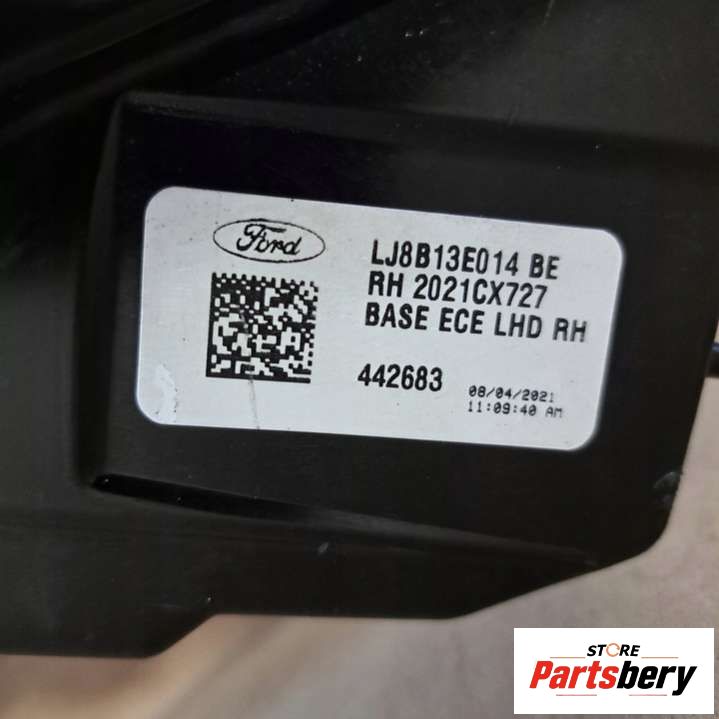 Ford
LJ8B13E014 BE
RH 2021CX727
BASE ECE LHD RH
442683
08/04/2021
11:09:40 AM
STORE
Partsbery